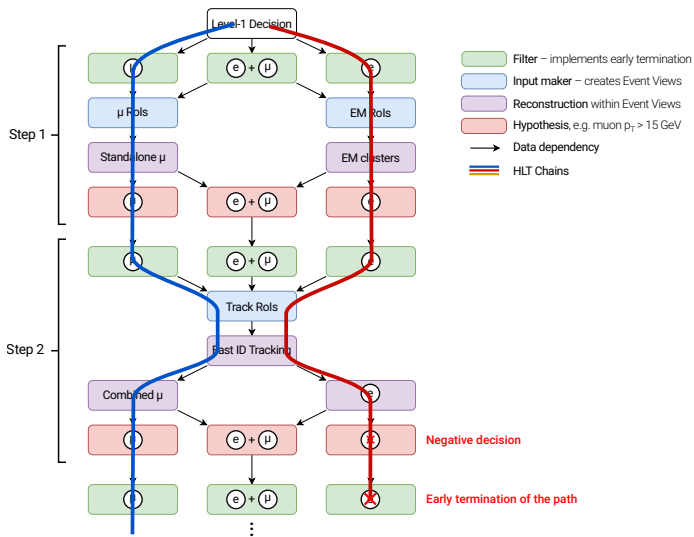 Level-1 Decision
μ
e + μ
e
μ RoIs
EM RoIs
Step 1
Standalone μ
EM clusters
μ
e + μ
e
μ
e + μ
e
Track RoIs
Step 2
Fast ID Tracking
Combined μ
e
μ
e + μ
Negative decision
μ
e + μ
Early termination of the path
⋮
Filter – implements early termination
Input maker – creates Event Views
Reconstruction within Event Views
Hypothesis, e.g. muon pT > 15 GeV
Data dependency
HLT Chains